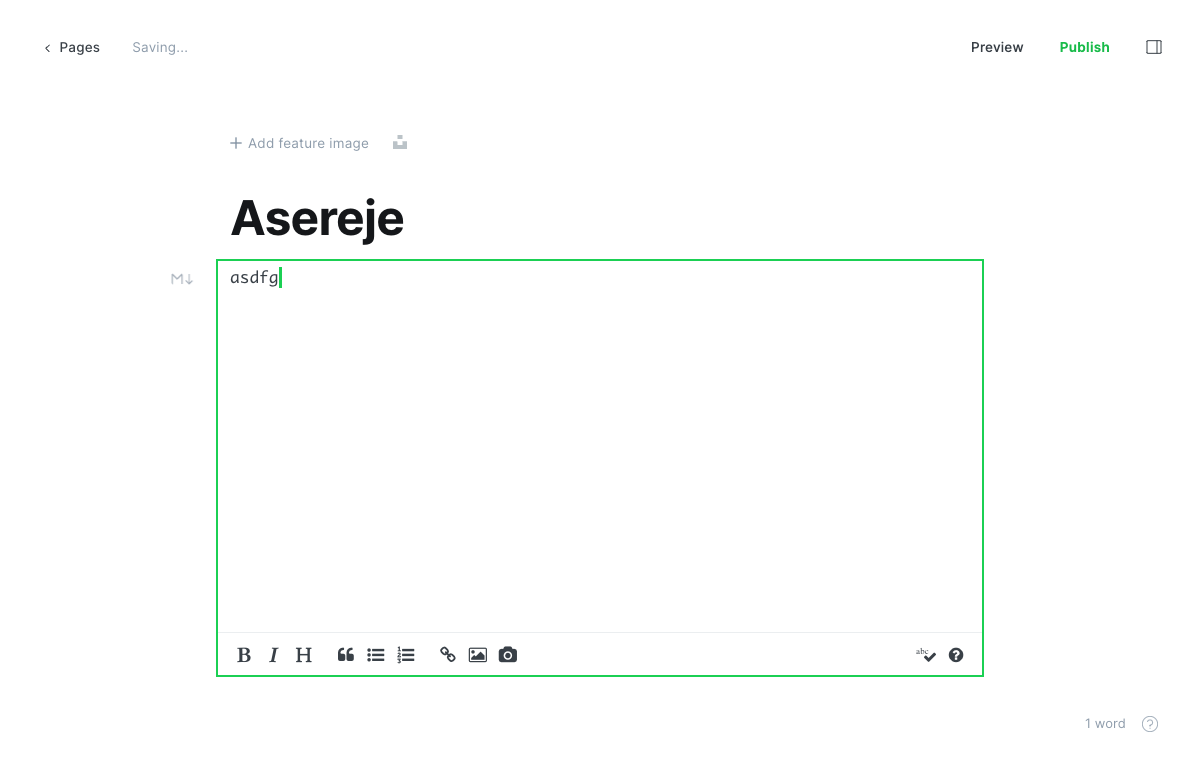 Pages
Saving...
Preview
Publish
Add feature image
Asereje
M↓
asdfg
B I H
abc
1 word